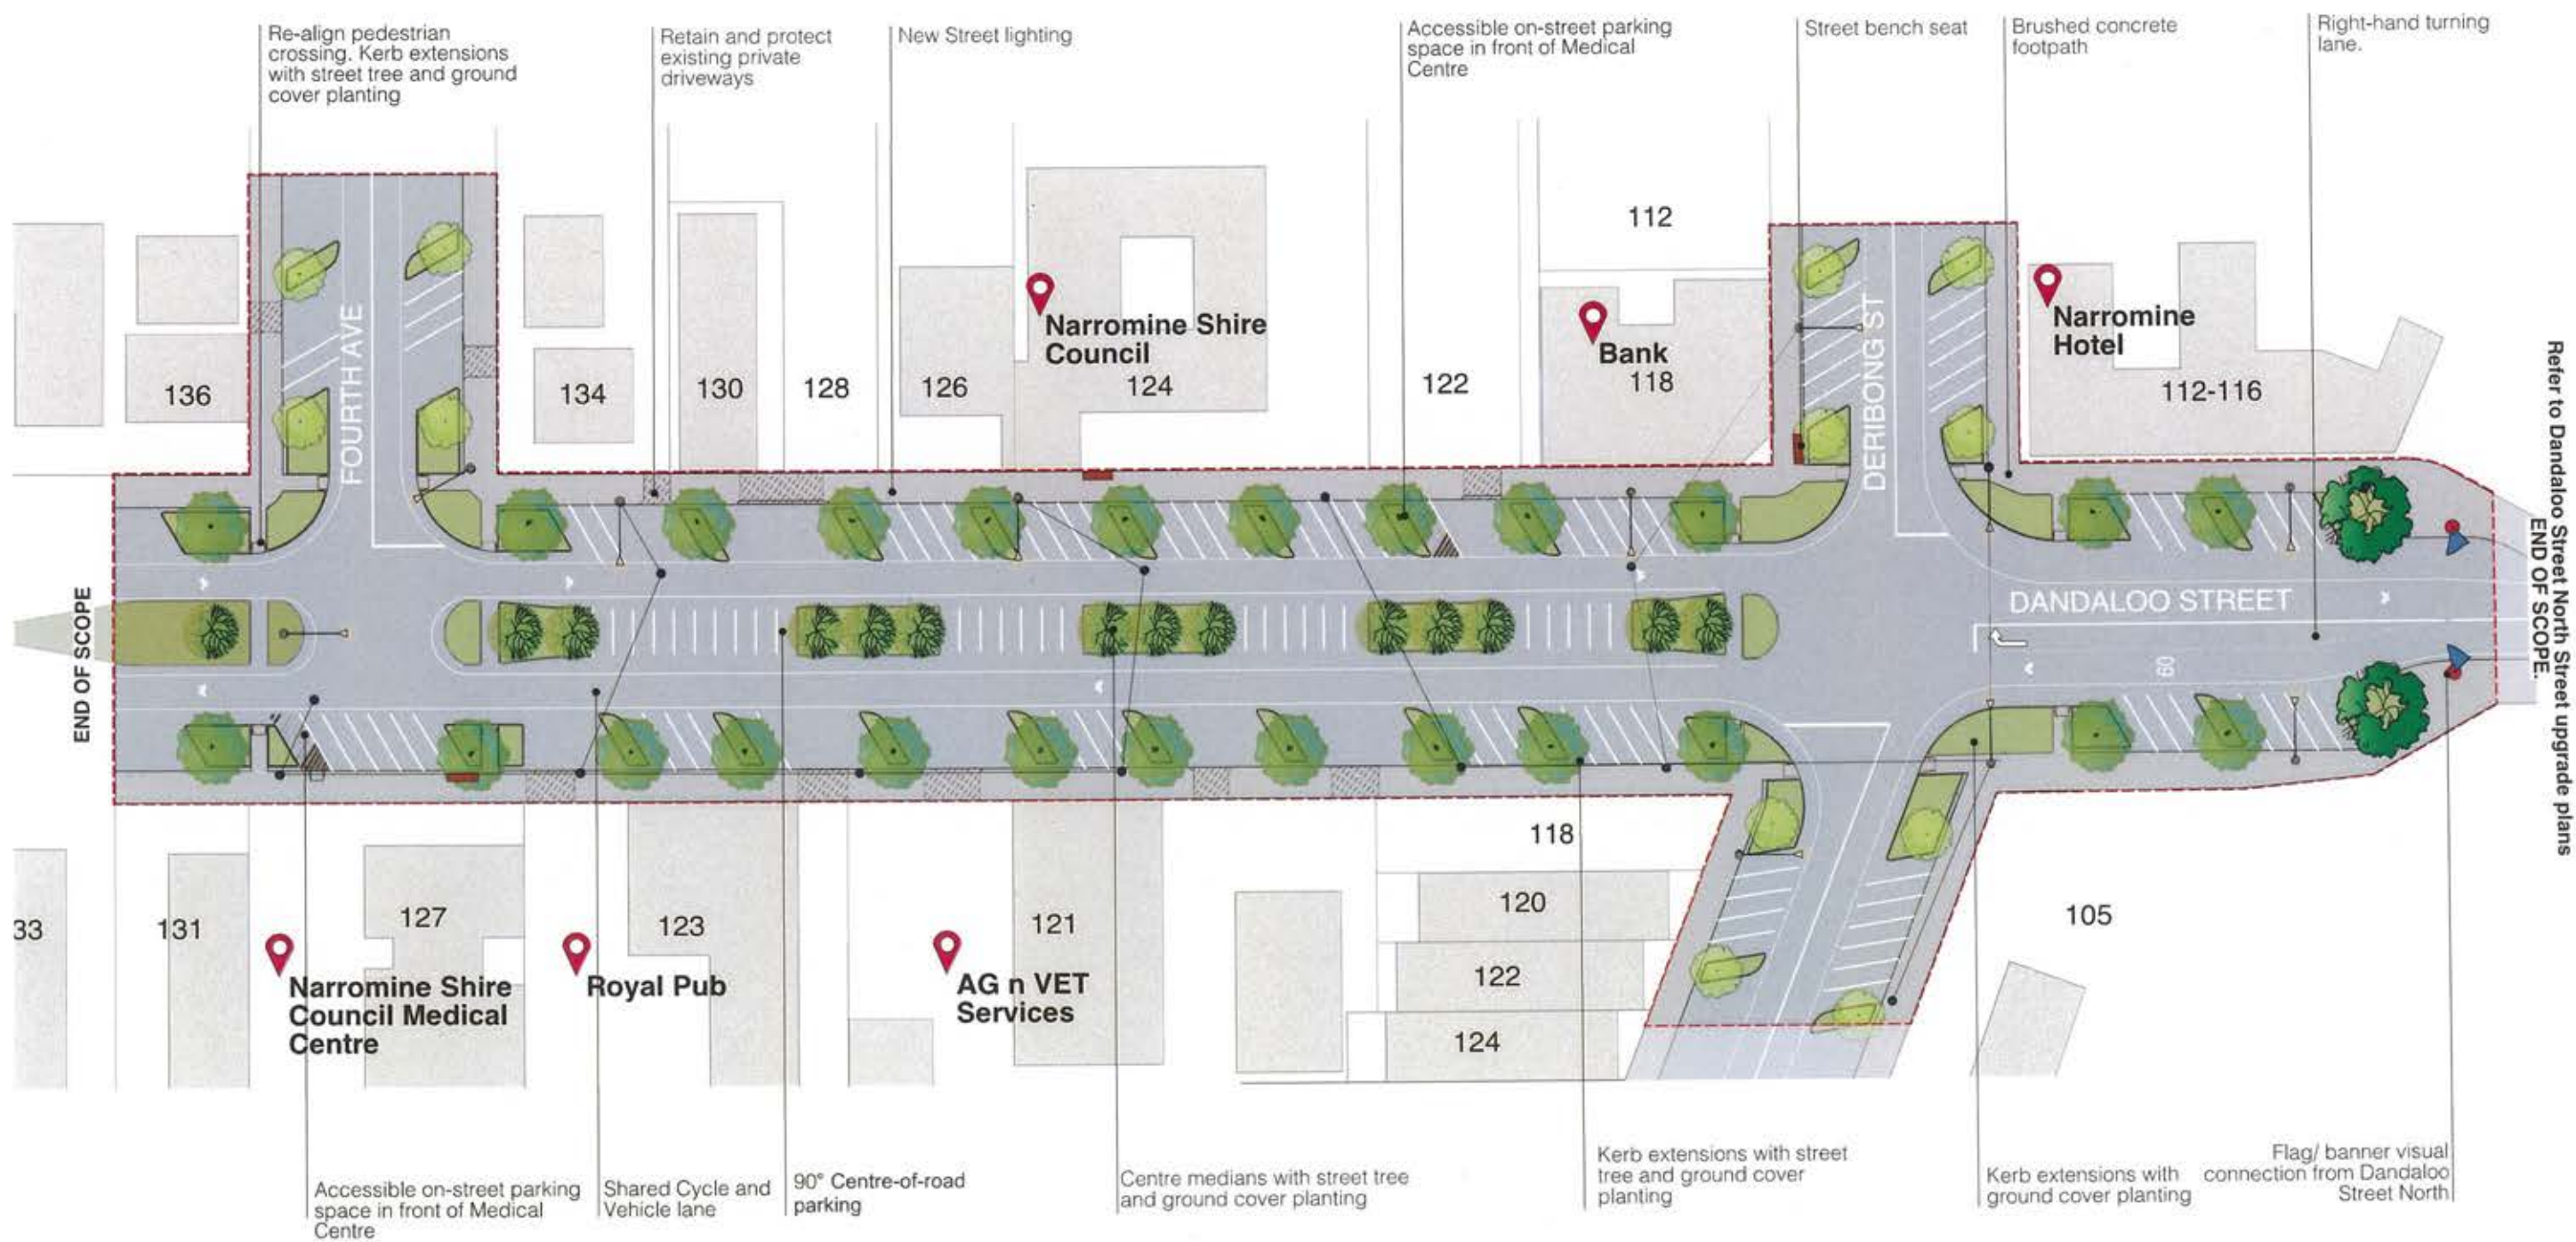 Re-align pedestrian
crossing. Kerb extensions
with street tree and ground
cover planting
Retain and protect
existing private
driveways
New Street lighting
Accessible on-street parking
space in front of Medical
Centre
Street bench seat
Brushed concrete
footpath
Right-hand turning
lane.
112
Narromine Shire
Council
Bank
Narromine
Hotel
136
FOURTH AVE
134
130
128
126
124
122
118
DERIBONG ST
112-116
END OF SCOPE
DANDALOO STREET
60
Refer to Dandaloo Street North Street upgrade plans
END OF SCOPE.
118
33
131
127
123
121
120
105
Narromine Shire
Council Medical
Centre
Royal Pub
AG n VET
Services
122
124
Accessible on-street parking
space in front of Medical
Centre
Shared Cycle and
Vehicle lane
90° Centre-of-road
parking
Centre medians with street tree
and ground cover planting
Kerb extensions with street
tree and ground cover
planting
Kerb extensions with
ground cover planting
Flag/ banner visual
connection from Dandaloo
Street North